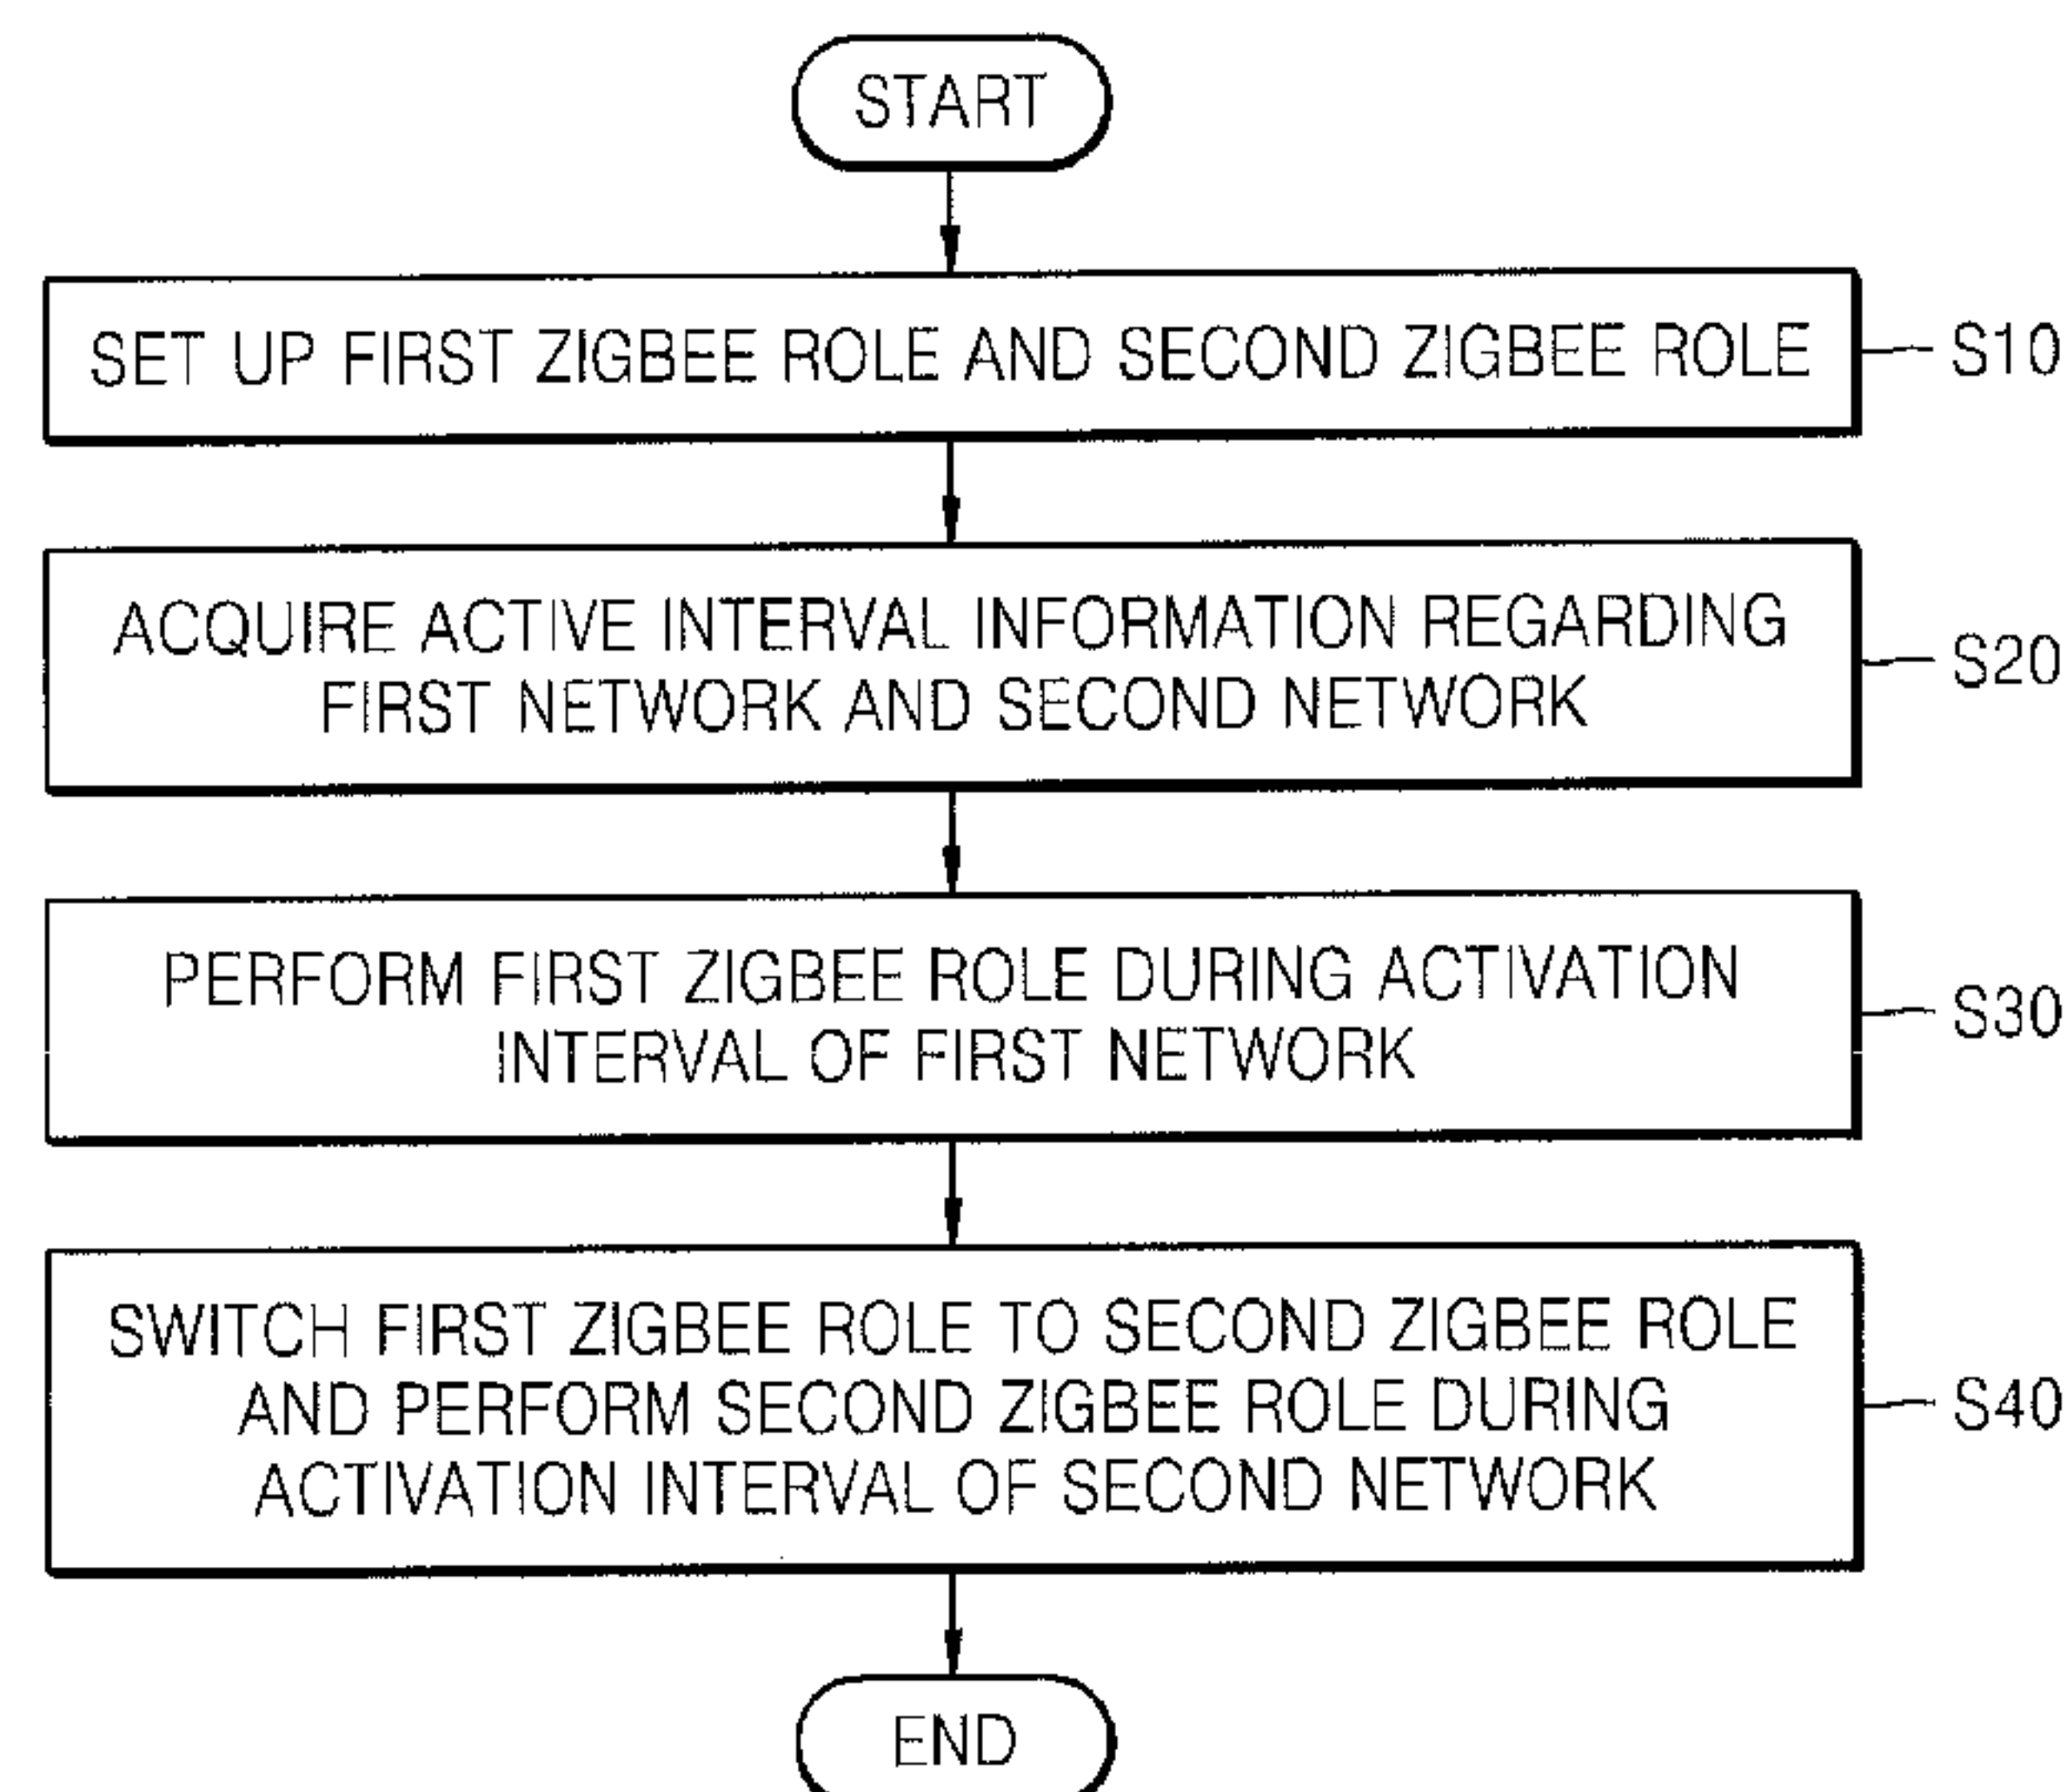 START
SET UP FIRST ZIGBEE ROLE AND SECOND ZIGBEE ROLE
S10
ACQUIRE ACTIVE INTERVAL INFORMATION REGARDING
FIRST NETWORK AND SECOND NETWORK
S20
PERFORM FIRST ZIGBEE ROLE DURING ACTIVATION
INTERVAL OF FIRST NETWORK
S30
SWITCH FIRST ZIGBEE ROLE TO SECOND ZIGBEE ROLE
AND PERFORM SECOND ZIGBEE ROLE DURING
ACTIVATION INTERVAL OF SECOND NETWORK
S40
END